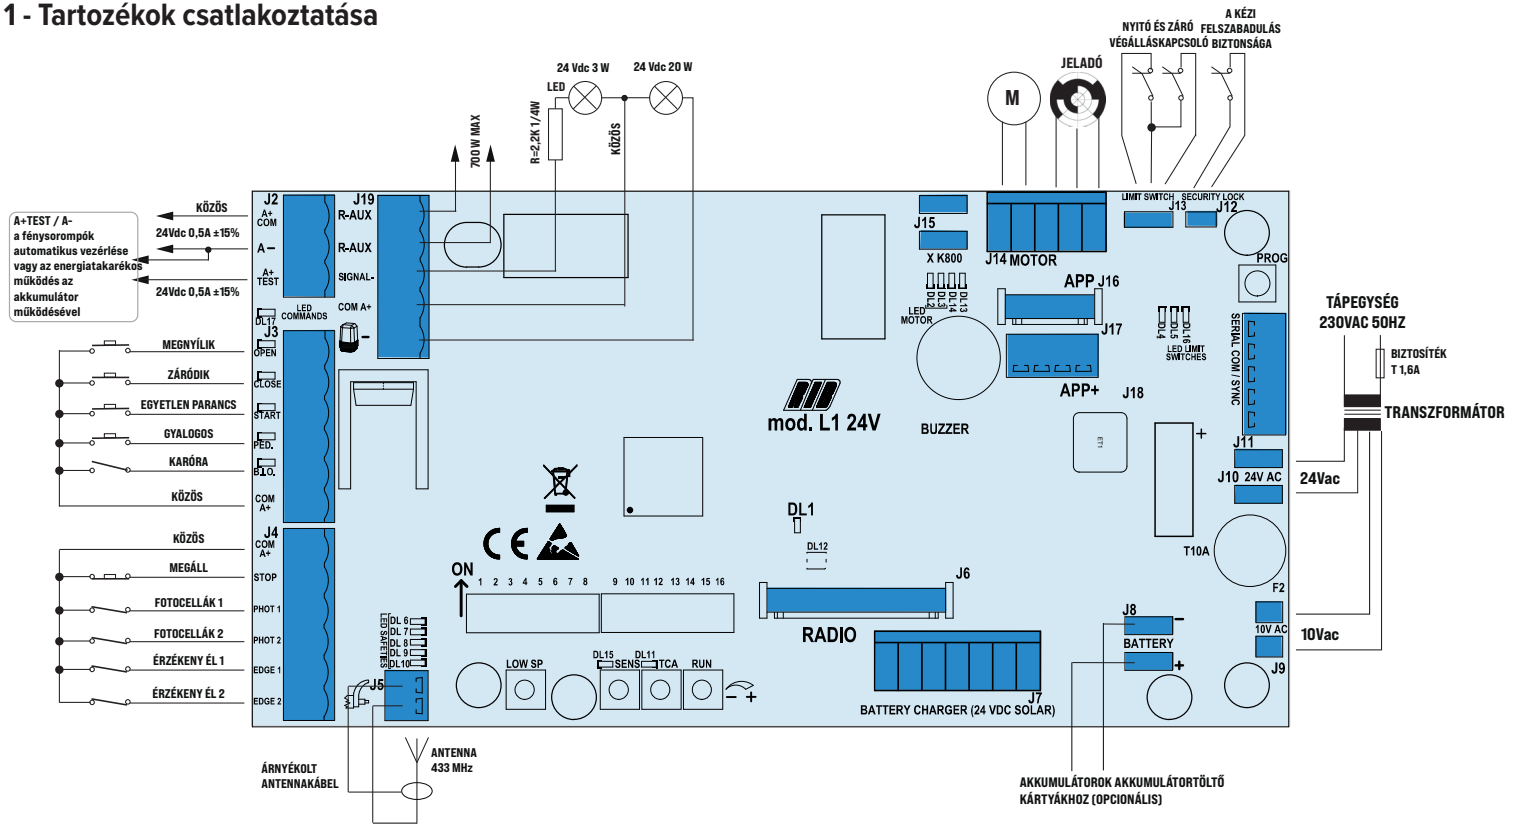 1 - Tartozékok csatlakoztatása
NYITÓ ÉS ZÁRÓ
VÉGÁLLÁSKAPCSOLÓ
A KÉZI
FELSZABADULÁS
BIZTONSÁGA
24 Vdc 3 W
24 Vdc 20 W
LED
R=2,2K 1/4W
KÖZÖS
700 W MAX
M
JELADÓ
A+TEST / A-
a fénysorompók
automatikus vezérlése
vagy az energiatakarékos
működés az
akkumulátor
működésével
KÖZÖS
24Vdc 0,5A ±15%
24Vdc 0,5A ±15%
J2
A+
COM
A-
A+
TEST
LED
COMMANDS
DL17
J19
R-AUX
R-AUX
SIGNAL-
COM A+
-
J15
X K800
J14 MOTOR
LIMIT SWITCH
J13
SECURITY LOCK
J12
PROG
DL2
DL3
DL14
DL13
LED
MOTOR
APP J16
J17
APP+
J18
DL4
DL5
DL16
LED LIMIT
SWITCHES
SERIAL COM / SYNC
TÁPEGYSÉG
230VAC 50HZ
BIZTOSÍTÉK
T 1,6A
TRANSZFORMÁTOR
J3
MEGNYÍLIK
OPEN
ZÁRÓDIK
CLOSE
EGYETLEN PARANCS
START
GYALOGOS
PED.
KARÓRA
B.I.O.
KÖZÖS
COM
A+
mod. L1 24V
BUZZER
ET1
+
J11
J10 24V AC
24Vac
T10A
F2
10V AC
10Vac
J9
J4
KÖZÖS
COM
A+
MEGÁLL
STOP
FOTOCELLÁK 1
PHOT 1
FOTOCELLÁK 2
PHOT 2
ÉRZÉKENY ÉL 1
EDGE 1
ÉRZÉKENY ÉL 2
EDGE 2
CE
ON
1 2 3 4 5 6 7 8
9 10 11 12 13 14 15 16
DL1
DL12
J6
RADIO
LED SAFETIES
DL 6
DL 7
DL 8
DL 9
DL10
J5
LOW SP
DL15
SENS
DL11
TCA
RUN
- +
J8
-
BATTERY
+
J7
BATTERY CHARGER (24 VDC SOLAR)
ÁRNYÉKOLT
ANTENNAKÁBEL
ANTENNA
433 MHz
AKKUMULÁTOROK AKKUMULÁTORTÖLTŐ
KÁRTYÁKHOZ (OPCIONÁLIS)